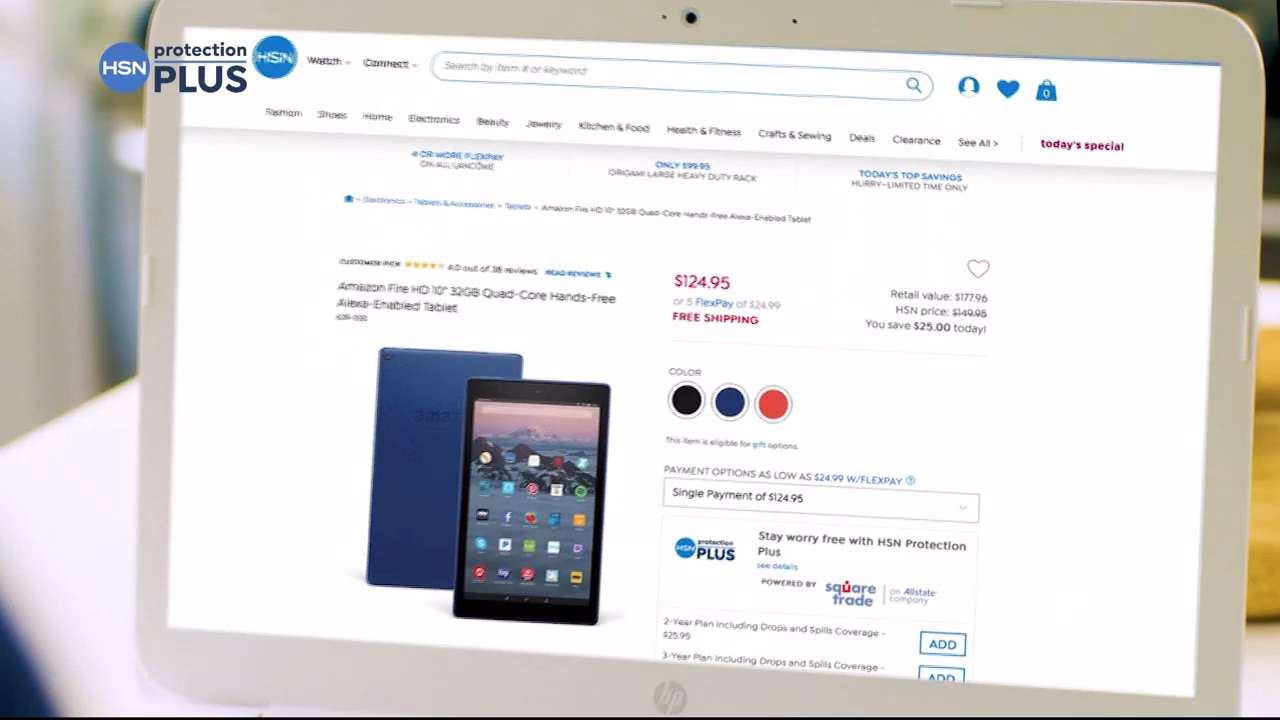 HSN protection PLUS
HSN Watch Connect Search by item # or keyword
0
Fashion Shoes Home Electronics Beauty Jewelry Kitchen & Food Health & Fitness Crafts & Sewing Deals Clearance See All > today's special
ONLY $99.95
ORIGAMI LARGE HEAVY DUTY RACK
TODAY'S TOP SAVINGS
HURRY–LIMITED TIME ONLY
Electronics > Tablets & Accessories > Tablets > Amazon Fire HD 10" 32GB Quad-Core Hands-Free Alexa-Enabled Tablet
CUSTOMER PICK 4.0 out of 38 reviews READ REVIEWS
Amazon Fire HD 10" 32GB Quad-Core Hands-Free
Alexa-Enabled Tablet
$124.95
or 5 FlexPay of $24.99
FREE SHIPPING
Retail value: $177.96
HSN price: $149.95
You save $25.00 today!
COLOR
This item is eligible for gift options.
PAYMENT OPTIONS AS LOW AS $24.99 W/FLEXPAY ?
Single Payment of $124.95
HSN protection PLUS
Stay worry free with HSN Protection
Plus
see details
POWERED BY square trade an Allstate company
2-Year Plan Including Drops and Spills Coverage -
$25.95
ADD
3-Year Plan Including Drops and Spills Coverage -
ADD
hp